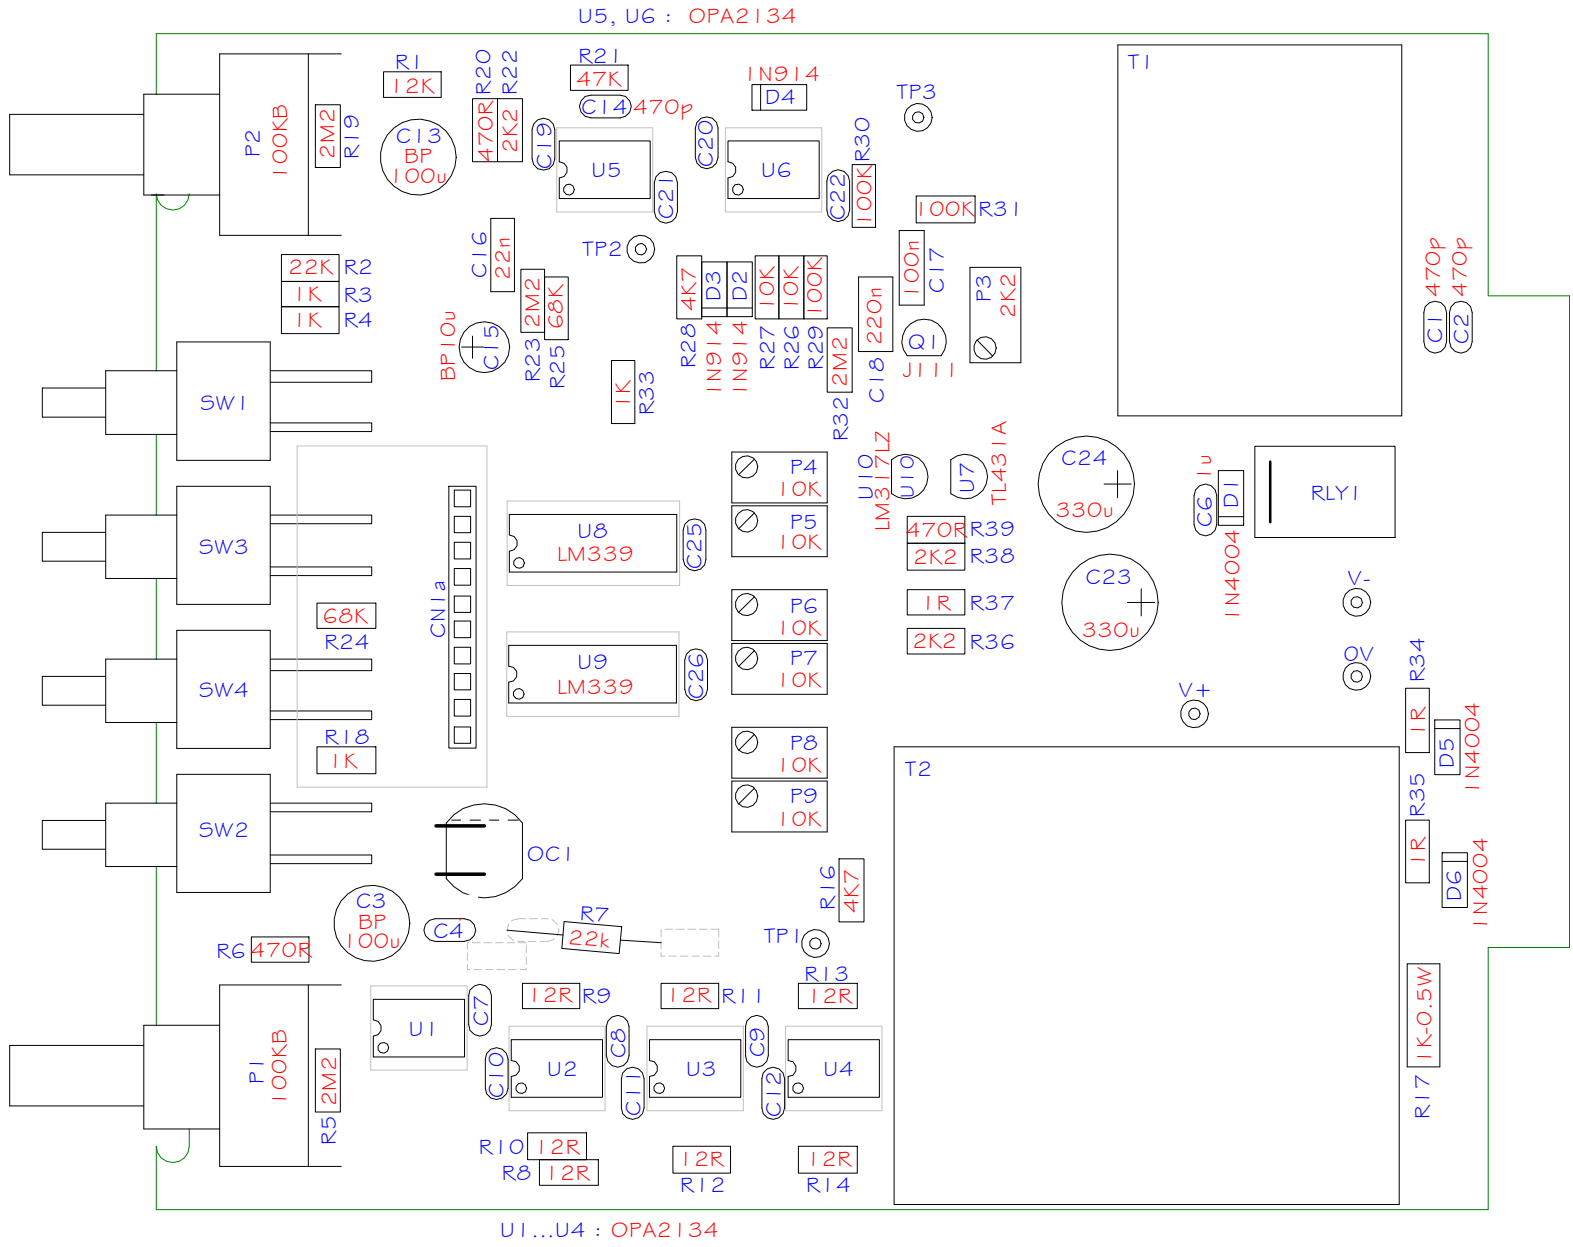 U5, U6 : OPA2134
R1
12K
R20
470R
R22
2K2
R21
47K
C14 470p
1N914
D4
TP3
T1
P2
100KB
2M2
R19
C13
BP
100u
C19
U5
C21
C20
U6
C22
R30
100K
100K R31
C16
22n
TP2
C17
100n
P3
2K2
22K R2
1K R3
1K R4
BP10u
C15
2M2
R23
68K
R25
4K7
R28
D3
1N914
D2
1N914
10K
R27
10K
R26
100K
R29
2M2
R32
220n
C18
Q1
J111
C1
470p
C2
470p
1K
R33
SW1
P4
10K
U10
LM317LZ
U10
U7
TL431A
C24
330u
C6
1u
D1
1N4004
RLY1
SW3
CN1a
U8
LM339
C25
P5
10K
470R R39
2K2 R38
C23
330u
V-
68K
R24
P6
10K
1R R37
2K2 R36
U9
LM339
C26
P7
10K
0V
SW4
V+
R34
1R
D5
1N4004
R18
1K
P8
10K
T2
P9
10K
SW2
OC1
R35
1R
D6
1N4004
R16
4K7
C3
BP
100u
C4
R7
22k
TP1
R6 470R
R13
12R
12R R9
12R R11
1K-0.5W
R17
P1
100KB
2M2
R5
U1
C7
C10
U2
C8
C11
U3
C9
C12
U4
R10 12R
R8 12R
12R
R12
12R
R14
U1...U4 : OPA2134